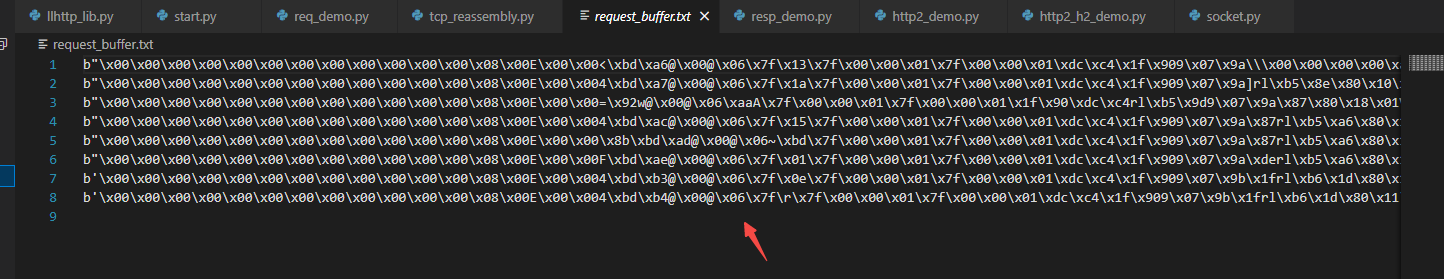 llhttp_lib.py start.py req_demo.py tcp_reassembly.py request_buffer.txt resp_demo.py http2_demo.py http2_h2_demo.py socket.py
request_buffer.txt
1 b"\x00\x00\x00\x00\x00\x00\x00\x00\x00\x00\x00\x00\x08\x00E\x00\x00<\xbd\xa6@\x00@\x06\x7f\x13\x7f\x00\x00\x01\x7f\x00\x00\x01\xdc\xc4\x1f\x909\x07\x9a\\\x00\x00\x00\x00\xa
2 b"\x00\x00\x00\x00\x00\x00\x00\x00\x00\x00\x00\x00\x08\x00E\x00\x004\xbd\xa7@\x00@\x06\x7f\x1a\x7f\x00\x00\x01\x7f\x00\x00\x01\xdc\xc4\x1f\x909\x07\x9a]rl\xb5\x8e\x80\x10\
3 b"\x00\x00\x00\x00\x00\x00\x00\x00\x00\x00\x00\x00\x08\x00E\x00\x00=\x92w@\x00@\x06\xaaA\x7f\x00\x00\x01\x7f\x00\x00\x01\x1f\x90\xdc\xc4rl\xb5\x9d9\x07\x9a\x87\x80\x18\x01\
4 b"\x00\x00\x00\x00\x00\x00\x00\x00\x00\x00\x00\x00\x08\x00E\x00\x004\xbd\xac@\x00@\x06\x7f\x15\x7f\x00\x00\x01\x7f\x00\x00\x01\xdc\xc4\x1f\x909\x07\x9a\x87rl\xb5\xa6\x80\x
5 b"\x00\x00\x00\x00\x00\x00\x00\x00\x00\x00\x00\x00\x08\x00E\x00\x00\x8b\xbd\xad@\x00@\x06~\xbd\x7f\x00\x00\x01\x7f\x00\x00\x01\xdc\xc4\x1f\x909\x07\x9a\x87rl\xb5\xa6\x80\
6 b"\x00\x00\x00\x00\x00\x00\x00\x00\x00\x00\x00\x00\x08\x00E\x00\x00F\xbd\xae@\x00@\x06\x7f\x01\x7f\x00\x00\x01\x7f\x00\x00\x01\xdc\xc4\x1f\x909\x07\x9a\xderl\xb5\xa6\x80\x
7 b'\x00\x00\x00\x00\x00\x00\x00\x00\x00\x00\x00\x00\x08\x00E\x00\x004\xbd\xb3@\x00@\x06\x7f\x0e\x7f\x00\x00\x01\x7f\x00\x00\x01\xdc\xc4\x1f\x909\x07\x9b\x1frl\xb6\x1d\x80\x
8 b'\x00\x00\x00\x00\x00\x00\x00\x00\x00\x00\x00\x00\x08\x00E\x00\x004\xbd\xb4@\x00@\x06\x7f\r\x7f\x00\x00\x01\x7f\x00\x00\x01\xdc\xc4\x1f\x909\x07\x9b\x1frl\xb6\x1d\x80\x11
9